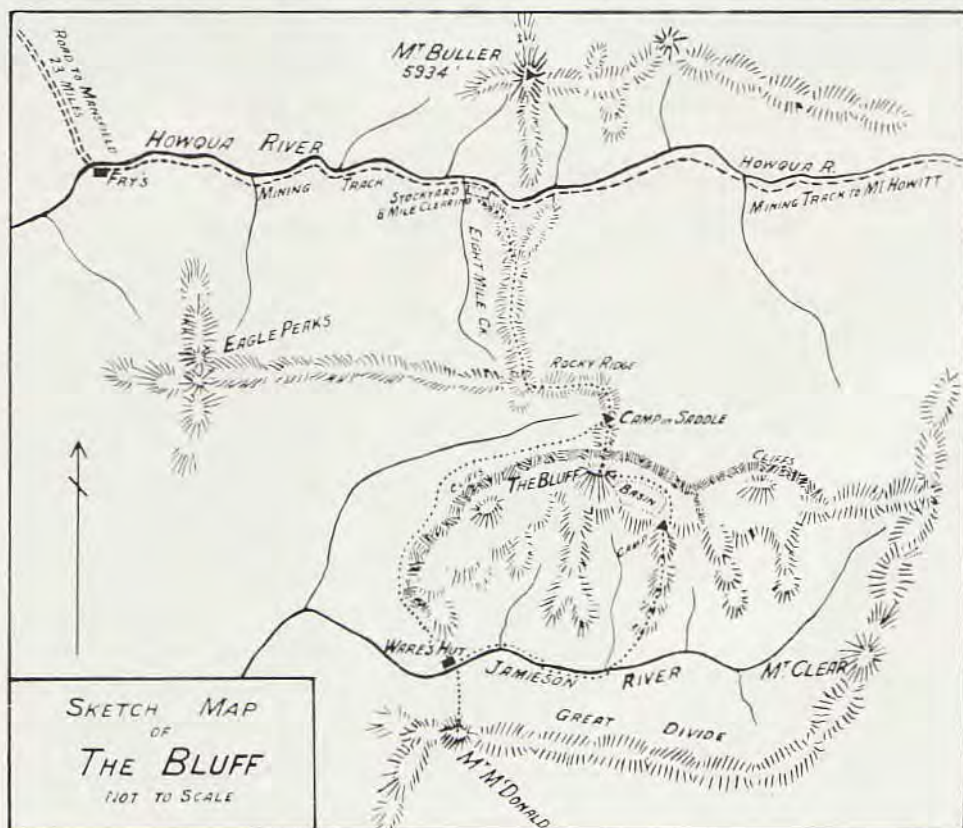 ROAD TO MANSFIELD
23 MILES
MT BULLER
5934'
HOWQUA RIVER
HOWQUA R.
FRY'S
MINING TRACK
STOCKYARD
8 MILE CLEARING
MINING TRACK TO MT HOWITT
EIGHT MILE CK
EAGLE PEAKS
ROCKY RIDGE
CAMP IN SADDLE
CLIFFS
CLIFFS
THE BLUFF
BASIN
CAMP
WARE'S HUT
JAMIESON RIVER
MT CLEAR
GREAT DIVIDE
MT McDONALD
SKETCH MAP
OF
THE BLUFF
NOT TO SCALE